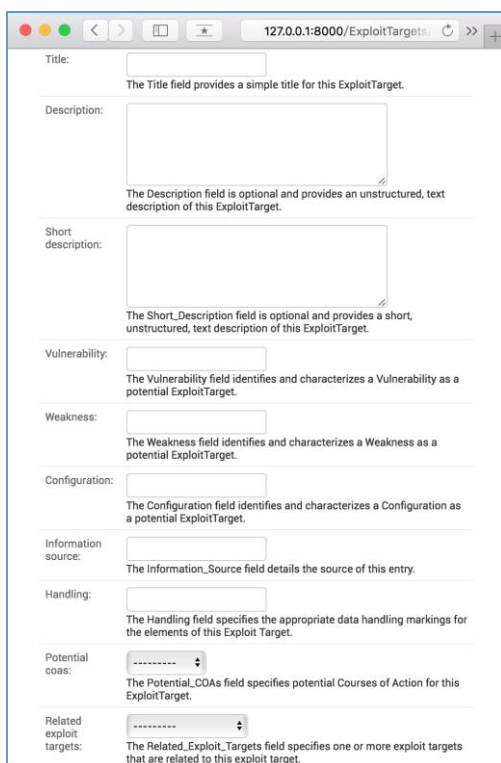 127.0.0.1:8000/ExploitTargets/
Title:
The Title field provides a simple title for this ExploitTarget.
Description:
The Description field is optional and provides an unstructured, text
description of this ExploitTarget.
Short
description:
The Short_Description field is optional and provides a short,
unstructured, text description of this ExploitTarget.
Vulnerability:
The Vulnerability field identifies and characterizes a Vulnerability as a
potential ExploitTarget.
Weakness:
The Weakness field identifies and characterizes a Weakness as a
potential ExploitTarget.
Configuration:
The Configuration field identifies and characterizes a Configuration as
a potential ExploitTarget.
Information
source:
The Information_Source field details the source of this entry.
Handling:
The Handling field specifies the appropriate data handling markings for
the elements of this Exploit Target.
Potential
coas:
---------
The Potential_COAs field specifies potential Courses of Action for this
ExploitTarget.
Related
exploit
targets:
---------
The Related_Exploit_Targets field specifies one or more exploit targets
that are related to this exploit target.